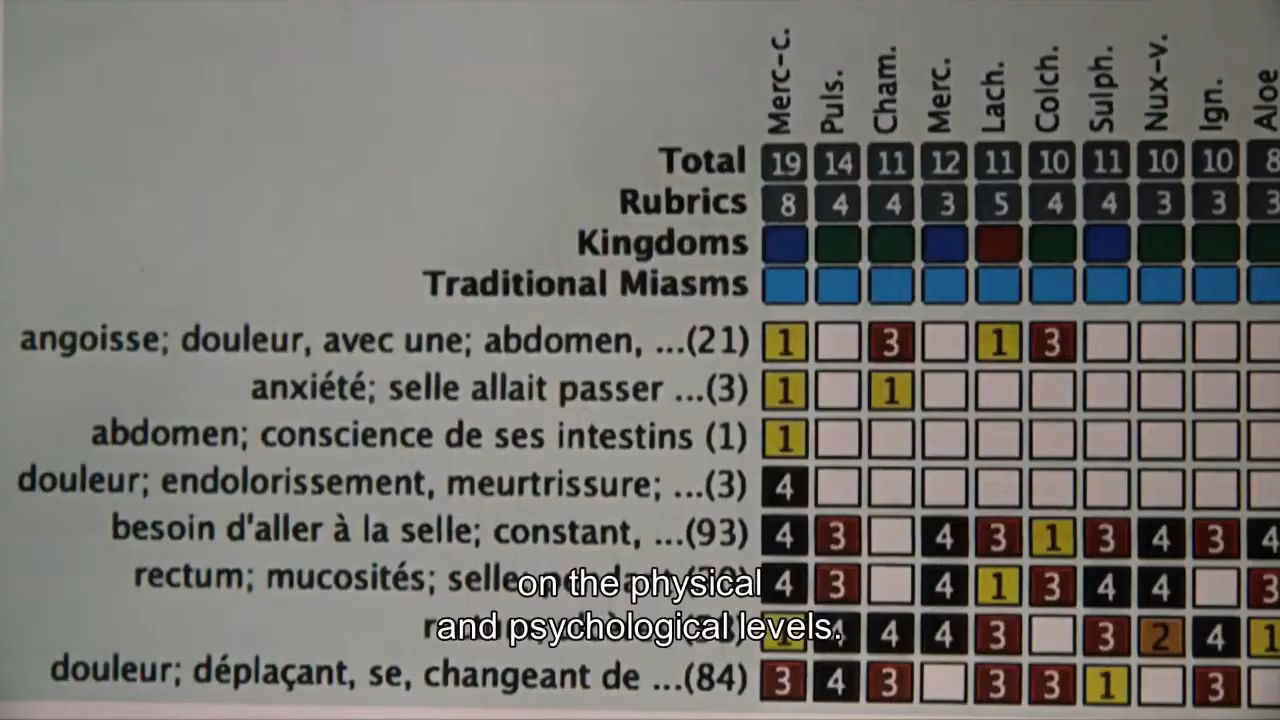 Merc-c. Puls. Cham. Merc. Lach. Colch. Sulph. Nux-v. Ign. Aloe
Total 19 14 11 12 11 10 11 10 10 8
Rubrics 8 4 4 3 5 4 4 3 3 3
Kingdoms
Traditional Miasms
angoisse; douleur, avec une; abdomen, ...(21) 1 3 1 3
anxiété; selle allait passer ...(3) 1 1
abdomen; conscience de ses intestins (1) 1
douleur; endolorissement, meurtrissure; ...(3) 4
besoin d'aller à la selle; constant, ...(93) 4 3 4 3 1 3 4 3 4
rectum; mucosités; selle 4 3 4 1 3 4 4 3
on the physical
1 4 4 4 3 3 2 4 1
and psychological levels.
douleur; déplaçant, se, changeant de ...(84) 3 4 3 3 3 1 3